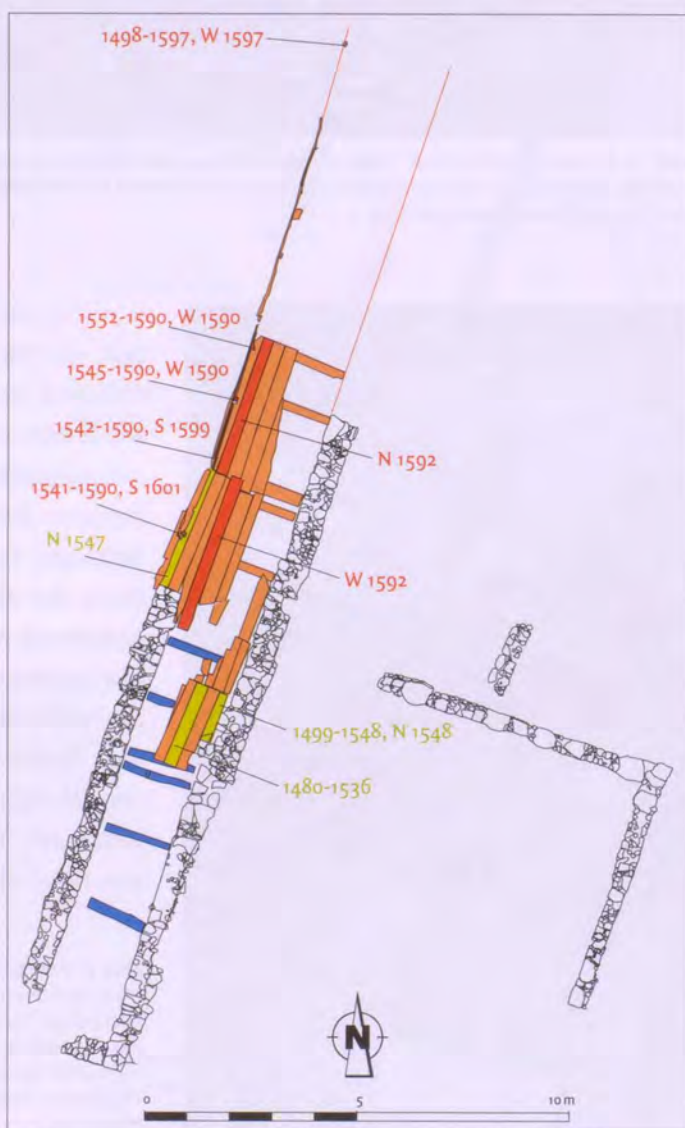 1498-1597, W 1597
1552-1590, W 1590
1545-1590, W 1590
1542-1590, S 1599
N 1592
1541-1590, S 1601
N 1547
W 1592
1499-1548, N 1548
1480-1536
N
0 5 10 m